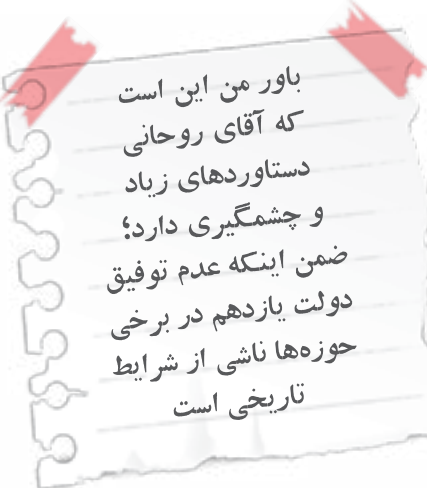 باور من این است
که آقای روحانی
دستاوردهای زیاد
و چشمگیری دارد؛
ضمن اینکه عدم توفیق
دولت یازدهم در برخی
حوزه‌ها ناشی از شرایط
تاریخی است